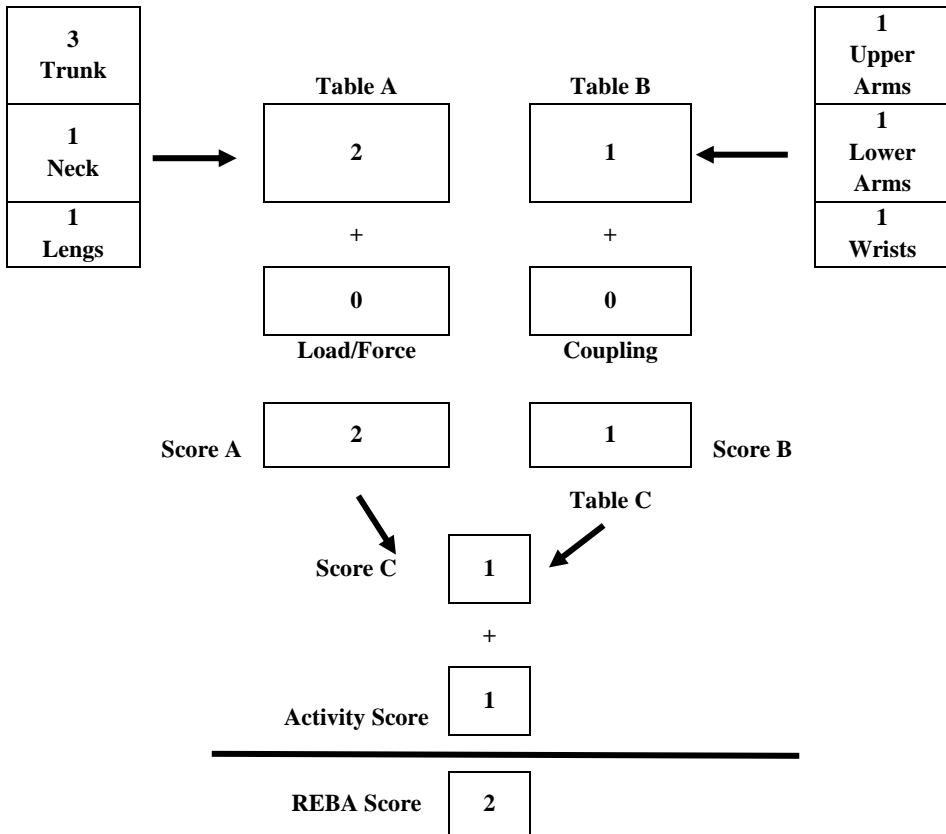 3
Trunk
1
Neck
1
Lengs
Table A
2
+
0
Load/Force
Score A
2
Table B
1
+
0
Coupling
1
Score B
1
Upper
Arms
1
Lower
Arms
1
Wrists
Table C
Score C
1
+
Activity Score
1
REBA Score
2